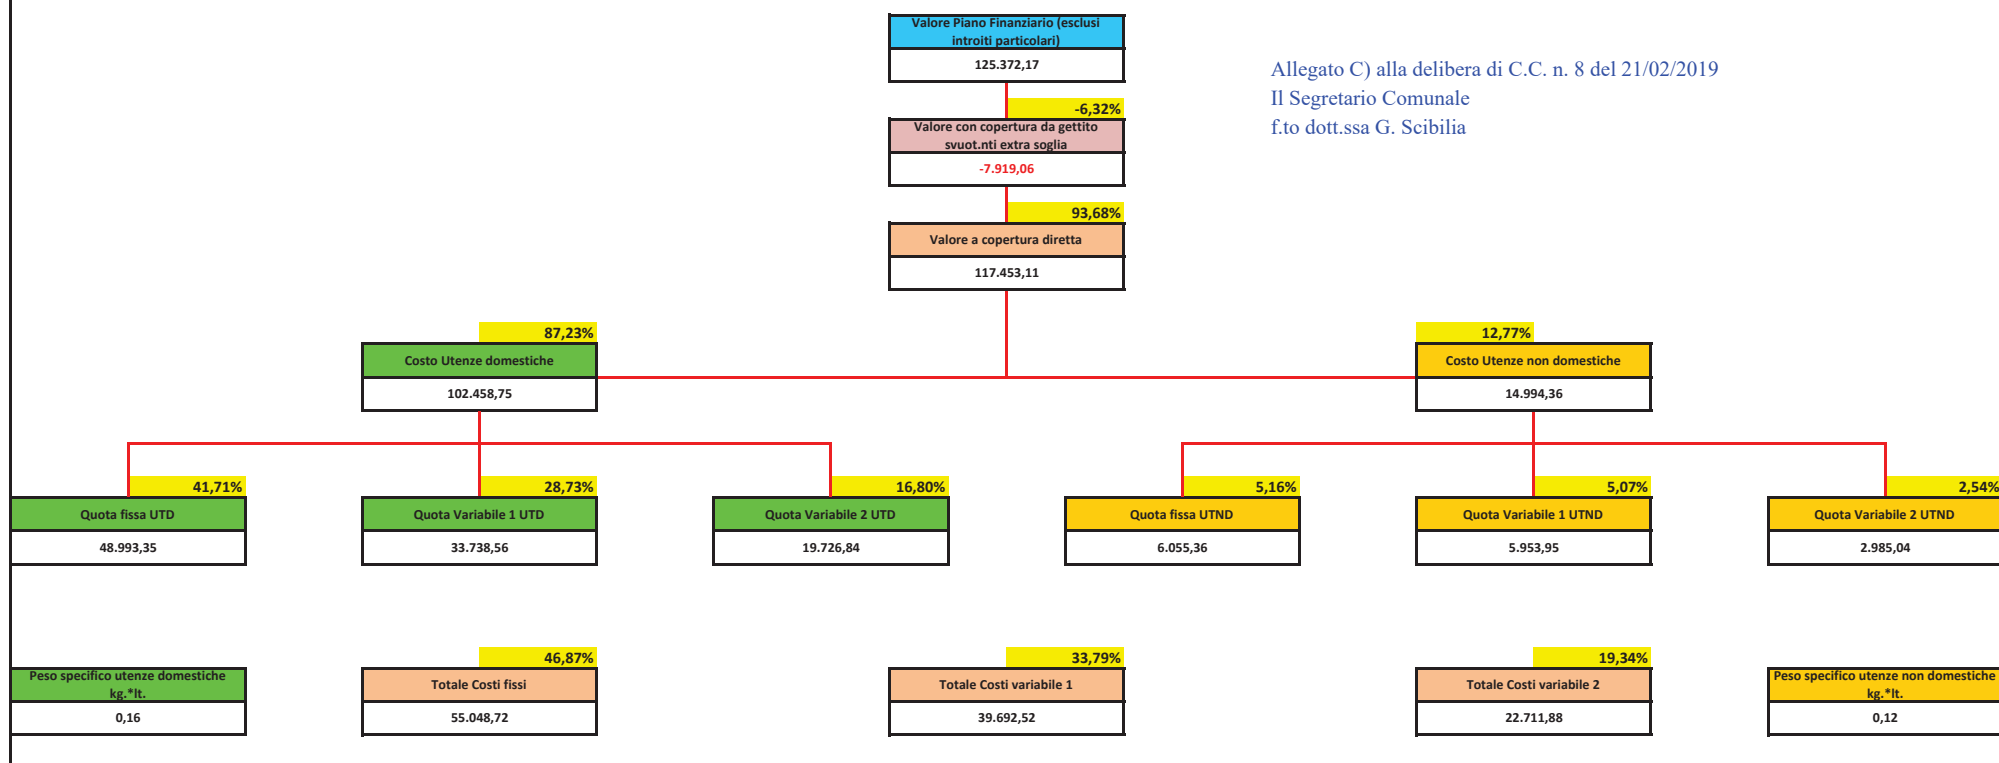 Valore Piano Finanziario (esclusi
introiti particolari)
125.372,17
Allegato C) alla delibera di C.C. n. 8 del 21/02/2019
Il Segretario Comunale
f.to dott.ssa G. Scibilia
-6,32%
Valore con copertura da gettito
svuot.nti extra soglia
-7.919,06
93,68%
Valore a copertura diretta
117.453,11
87,23%
12,77%
Costo Utenze domestiche
Costo Utenze non domestiche
102.458,75
14.994,36
41,71%
28,73%
16,80%
5,16%
5,07%
2,54%
Quota fissa UTD
Quota Variabile 1 UTD
Quota Variabile 2 UTD
Quota fissa UTND
Quota Variabile 1 UTND
Quota Variabile 2 UTND
48.993,35
33.738,56
19.726,84
6.055,36
5.953,95
2.985,04
46,87%
33,79%
19,34%
Peso specifico utenze domestiche
kg.*lt.
Totale Costi fissi
Totale Costi variabile 1
Totale Costi variabile 2
Peso specifico utenze non domestiche
kg.*lt.
0,16
55.048,72
39.692,52
22.711,88
0,12